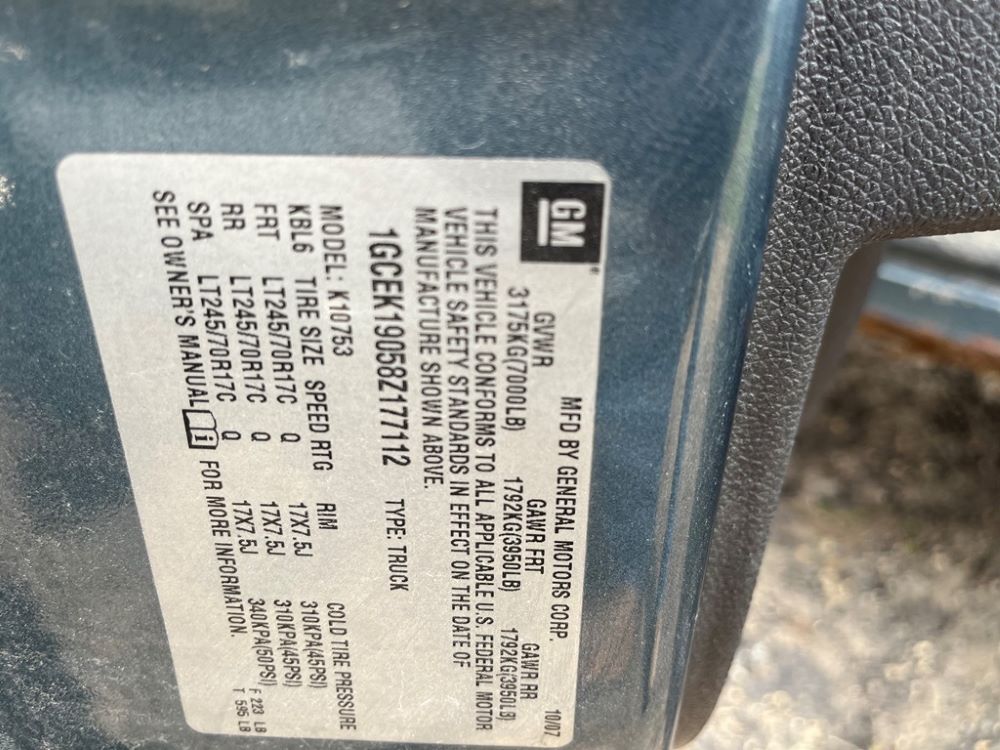 GM
MFD BY GENERAL MOTORS CORP. 10/07
GVWR GAWR FRT GAWR RR
3175KG(7000LB) 1792KG(3950LB) 1792KG(3950LB)
THIS VEHICLE CONFORMS TO ALL APPLICABLE U.S. FEDERAL MOTOR
VEHICLE SAFETY STANDARDS IN EFFECT ON THE DATE OF
MANUFACTURE SHOWN ABOVE.
1GCEK19058Z177112 TYPE: TRUCK
MODEL: K10753
KBL6 TIRE SIZE SPEED RTG RIM COLD TIRE PRESSURE
FRT LT245/70R17C Q 17X7.5J 310KPA(45PSI)
RR LT245/70R17C Q 17X7.5J 310KPA(45PSI)
SPA LT245/70R17C Q 17X7.5J 340KPA(50PSI)
SEE OWNER'S MANUAL i FOR MORE INFORMATION.
F 223 LB
T 595 LB